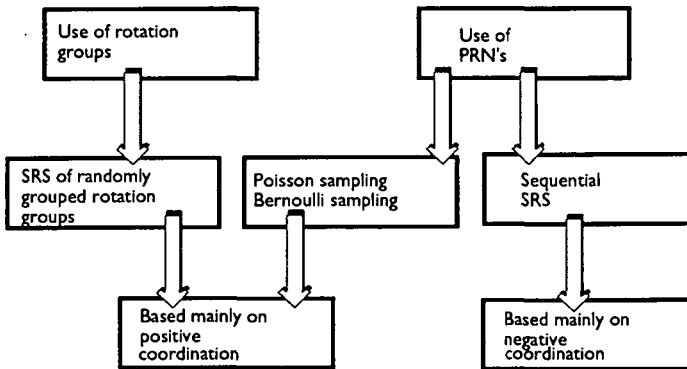 Use of rotation
groups
Use of
PRN's
SRS of randomly
grouped rotation
groups
Poisson sampling
Bernoulli sampling
Sequential
SRS
Based mainly on
positive
coordination
Based mainly on
negative
coordination